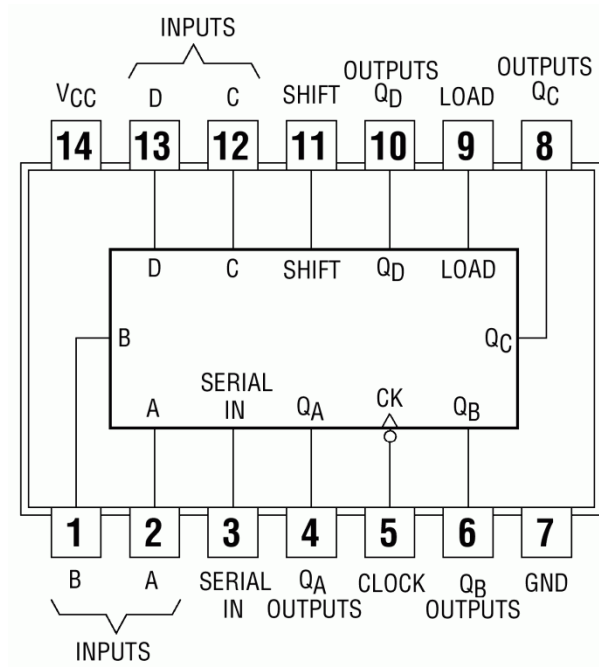 INPUTS
VCC D C SHIFT OUTPUTS QD LOAD OUTPUTS QC
14 13 12 11 10 9 8
D C SHIFT QD LOAD
B QC
A SERIAL IN QA CK QB
1 2 3 4 5 6 7
B A SERIAL IN QA OUTPUTS CLOCK QB OUTPUTS GND
INPUTS